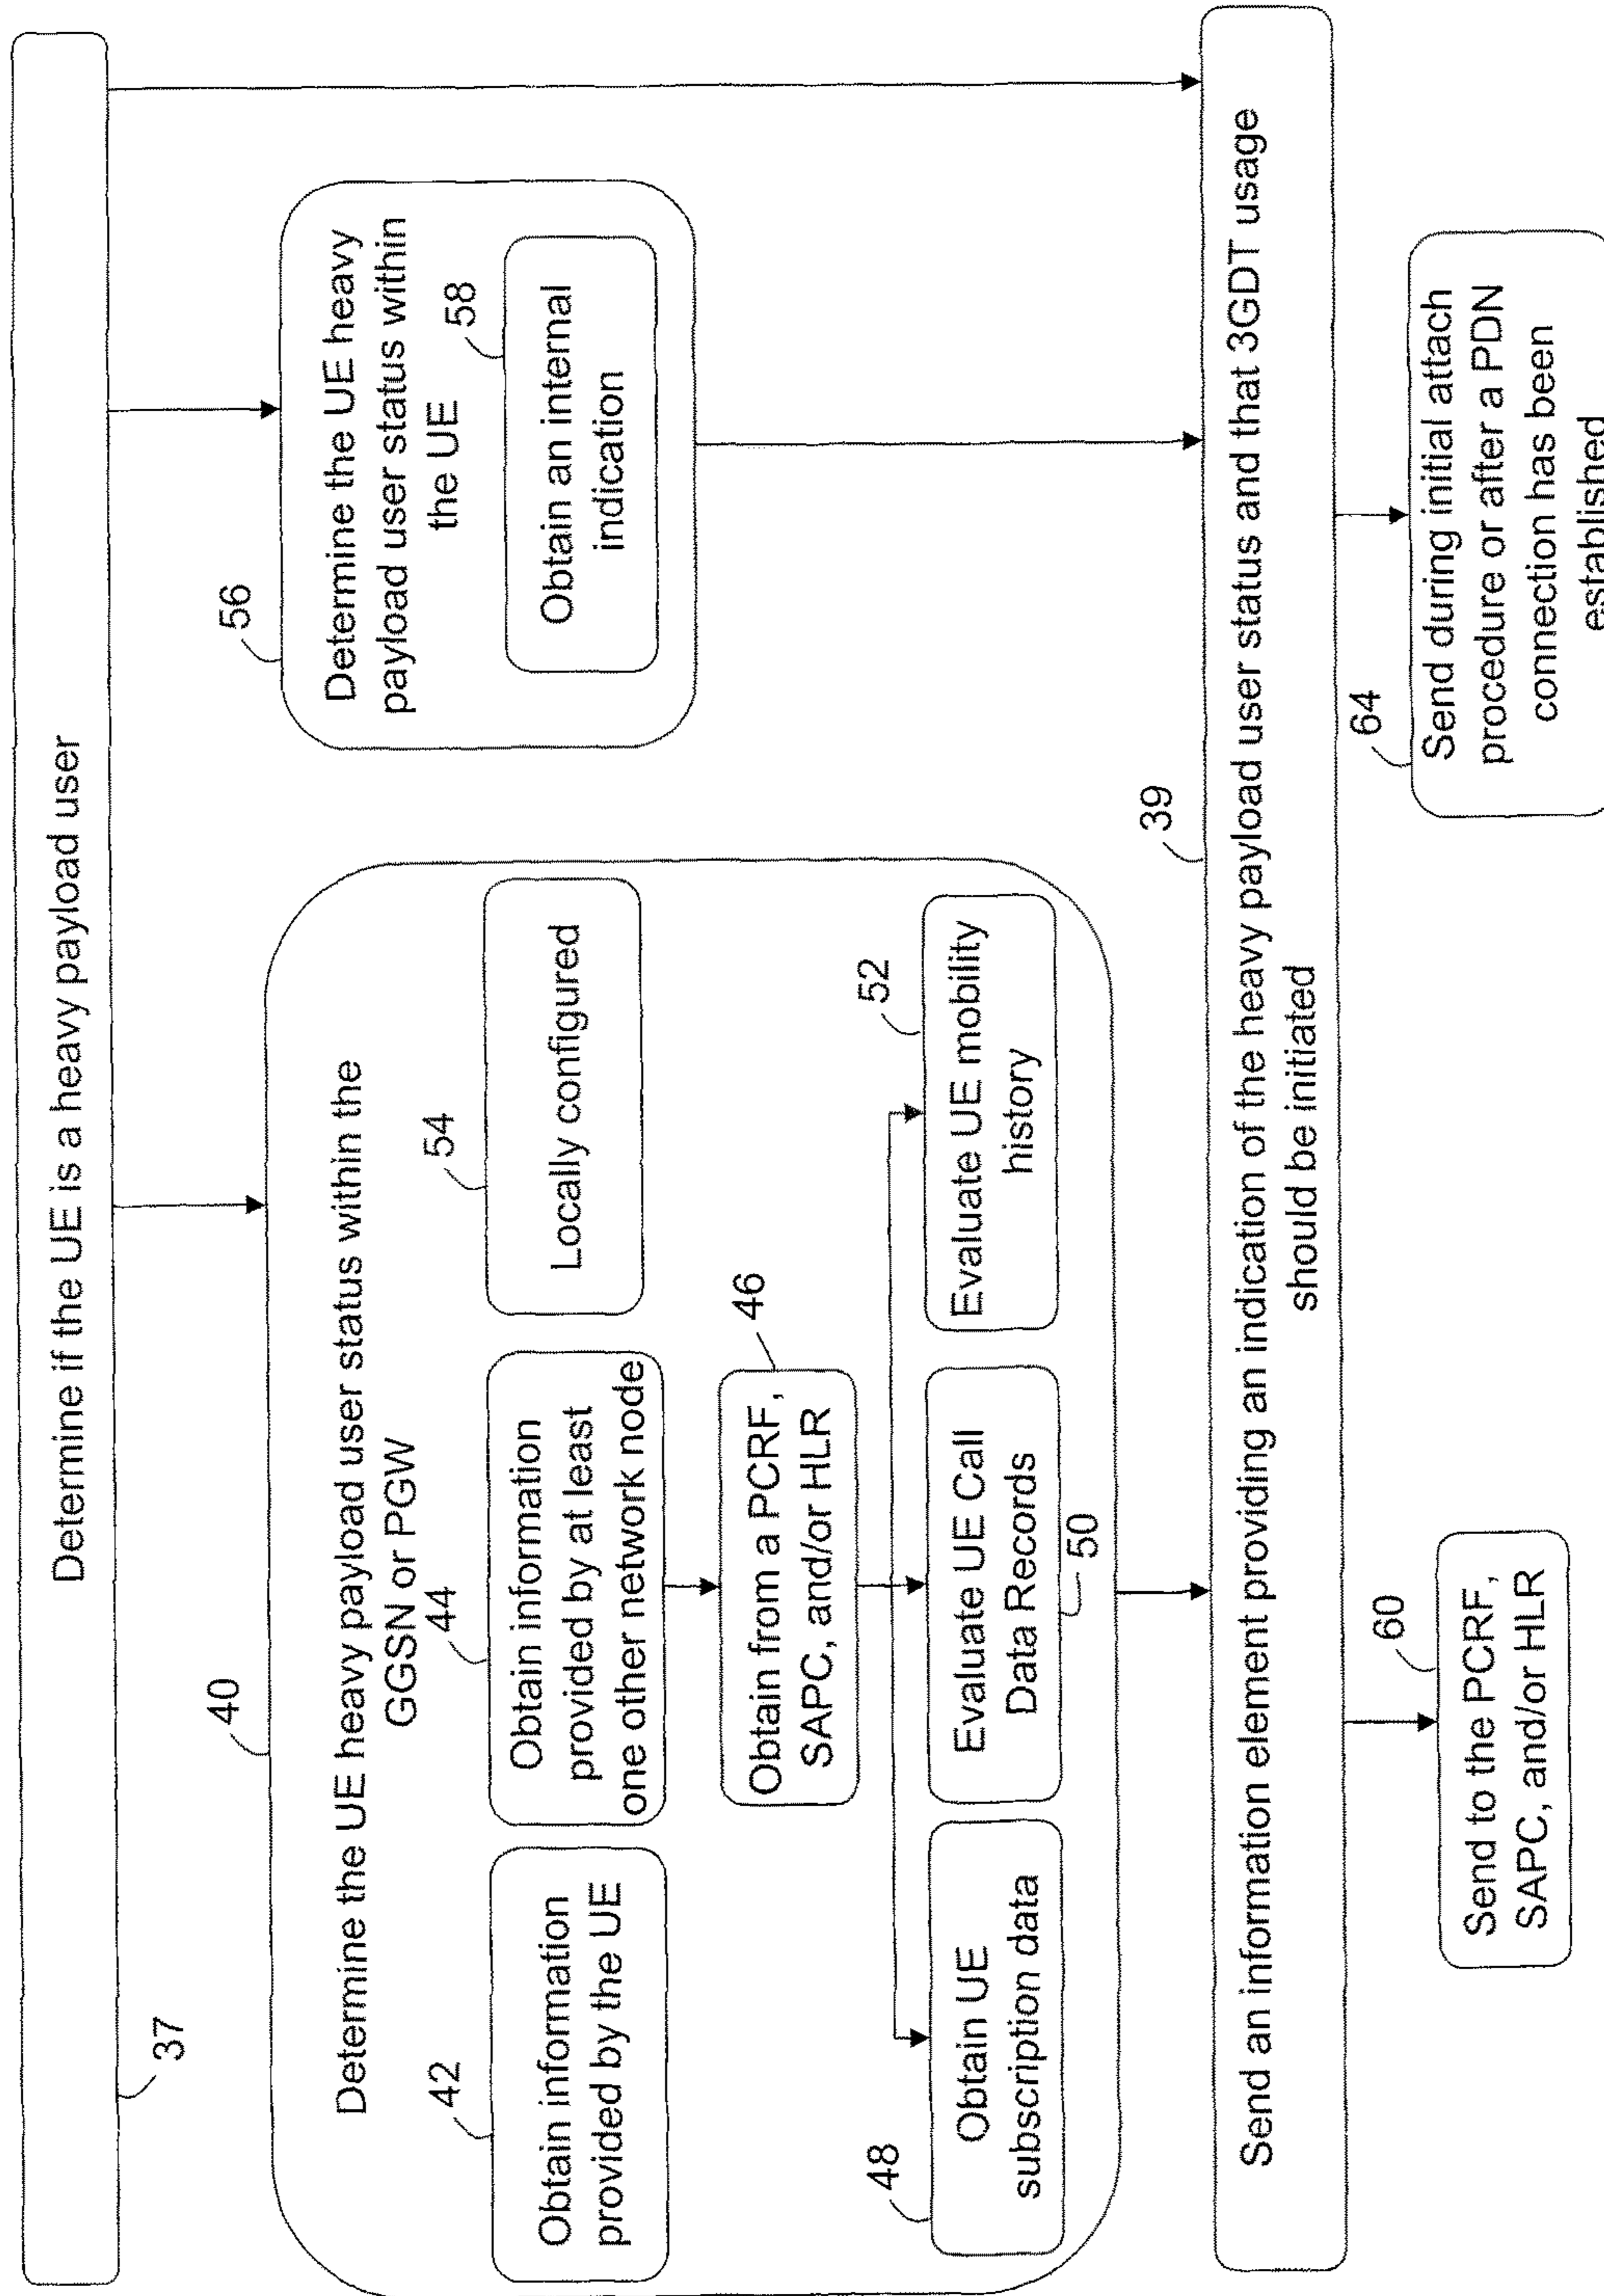 Determine if the UE is a heavy payload user
37
40
Determine the UE heavy payload user status within the
GGSN or PGW
42
Obtain information
provided by the UE
44
Obtain information
provided by at least
one other network node
54
Locally configured
46
Obtain from a PCRF,
SAPC, and/or HLR
48
Obtain UE
subscription data
Evaluate UE Call
Data Records
50
52
Evaluate UE mobility
history
56
Determine the UE heavy
payload user status within
the UE
58
Obtain an internal
indication
39
Send an information element providing an indication of the heavy payload user status and that 3GDT usage
should be initiated
60
Send to the PCRF,
SAPC, and/or HLR
64
Send during initial attach
procedure or after a PDN
connection has been
established